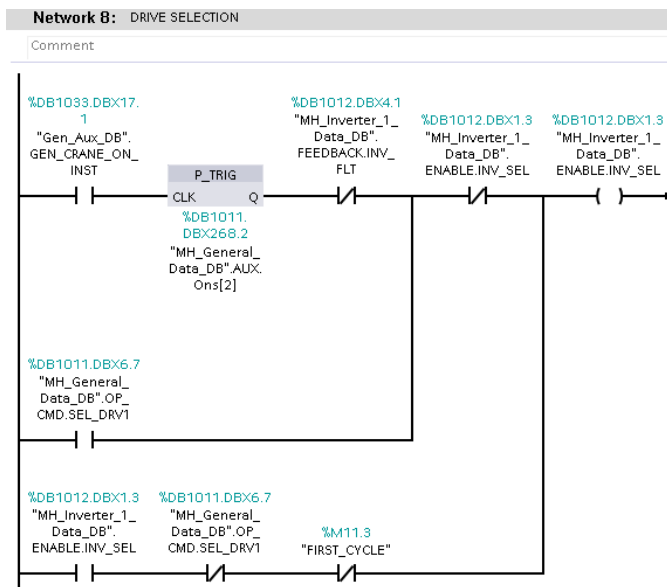 Network 8: DRIVE SELECTION
Comment
%DB1033.DBX17.
1
"Gen_Aux_DB".
GEN_CRANE_ON_
INST
P_TRIG
CLK Q
%DB1011.
DBX268.2
"MH_General_
Data_DB".AUX.
Ons[2]
%DB1012.DBX4.1
"MH_Inverter_1_
Data_DB".
FEEDBACK.INV_
FLT
%DB1012.DBX1.3
"MH_Inverter_1_
Data_DB".
ENABLE.INV_SEL
%DB1012.DBX1.3
"MH_Inverter_1_
Data_DB".
ENABLE.INV_SEL
%DB1011.DBX6.7
"MH_General_
Data_DB".OP_
CMD.SEL_DRV1
%DB1012.DBX1.3
"MH_Inverter_1_
Data_DB".
ENABLE.INV_SEL
%DB1011.DBX6.7
"MH_General_
Data_DB".OP_
CMD.SEL_DRV1
%M11.3
"FIRST_CYCLE"